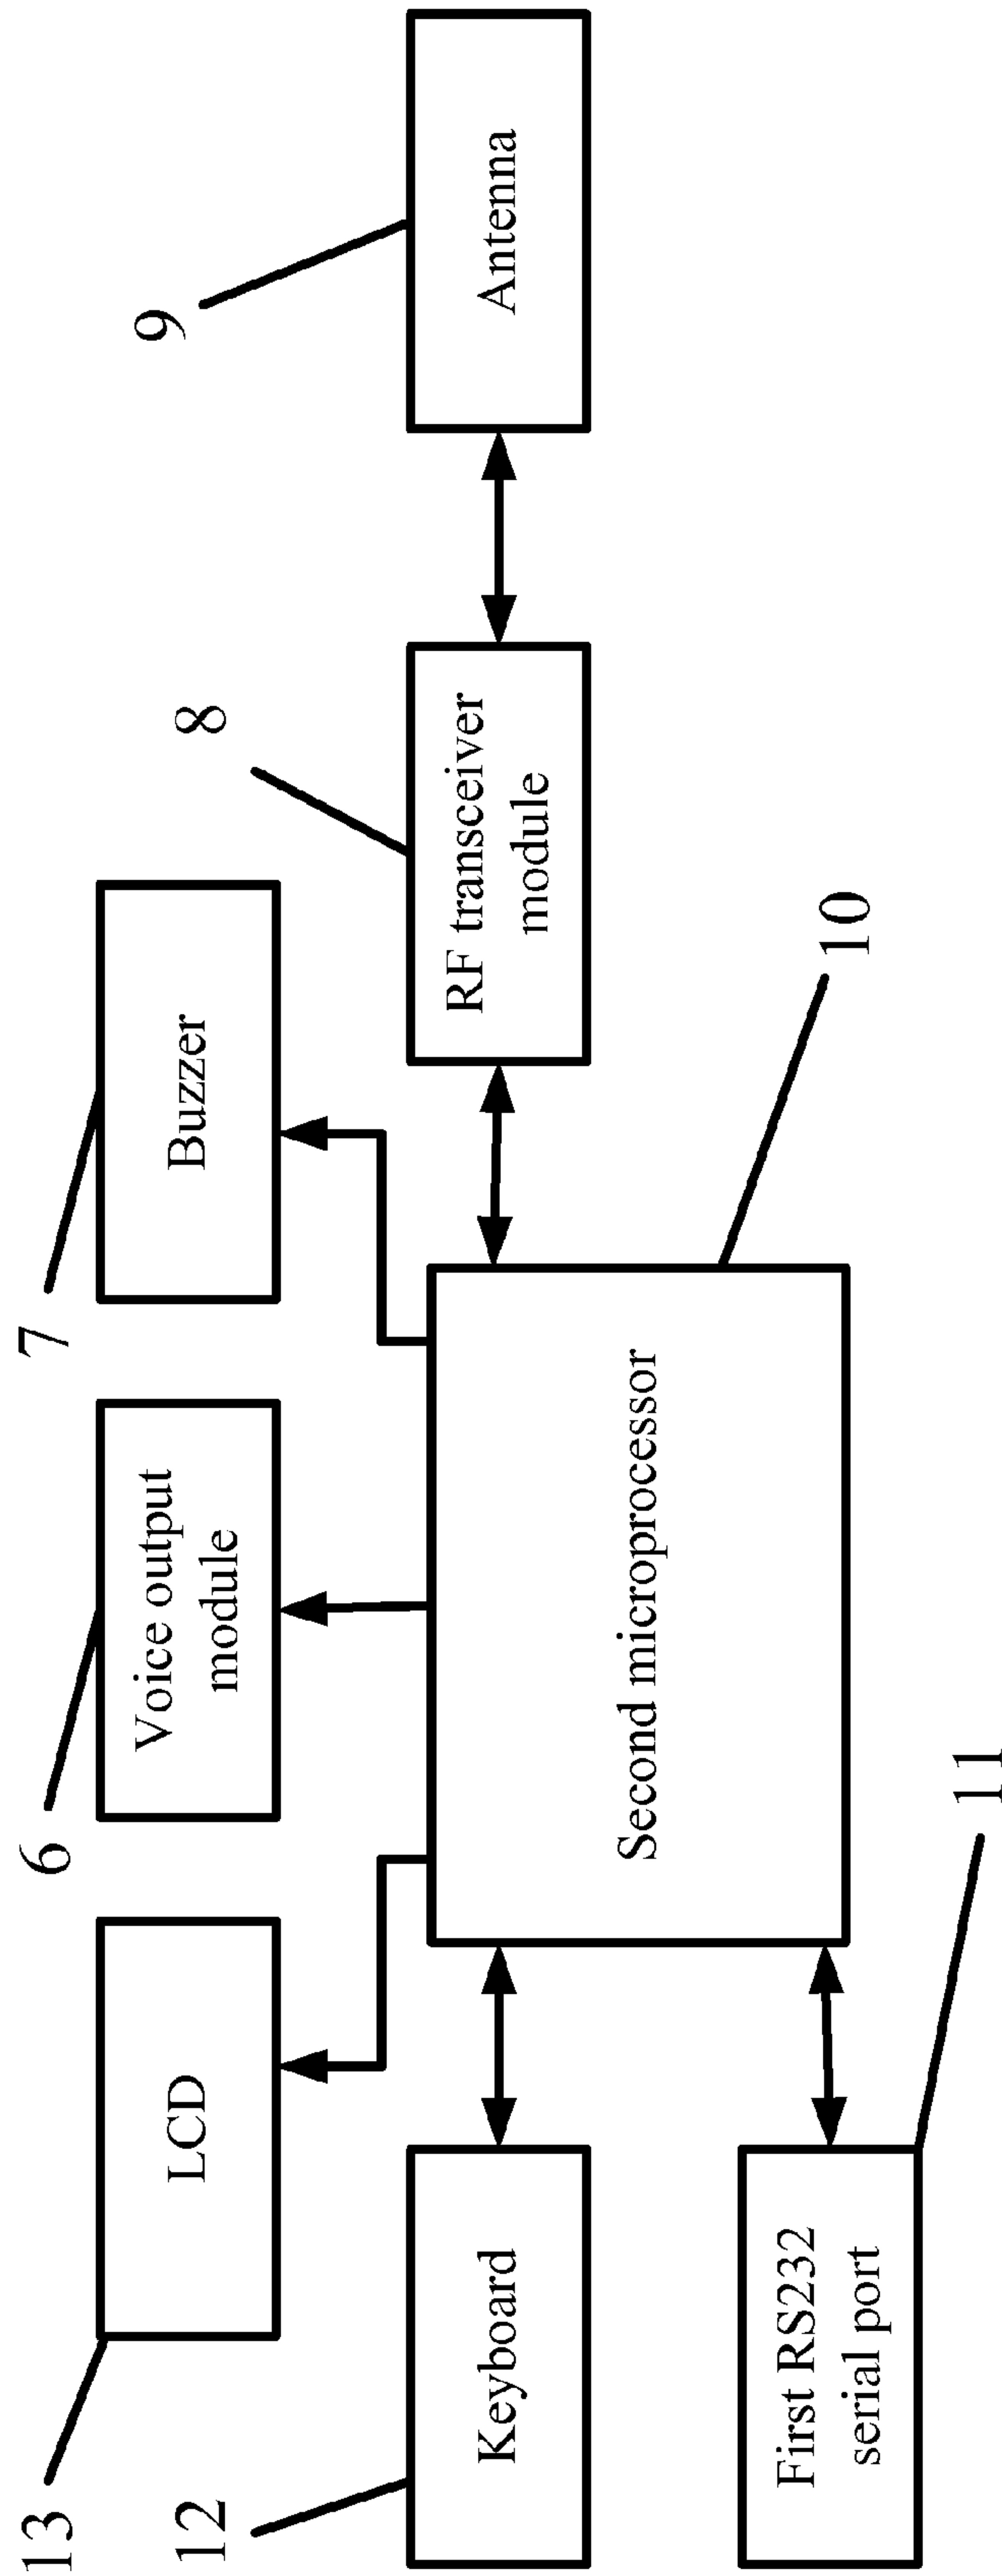 13
LCD
6
Voice output
module
7
Buzzer
12
Keyboard
8
RF transceiver
module
9
Antenna
Second microprocessor
10
First RS232
serial port
11